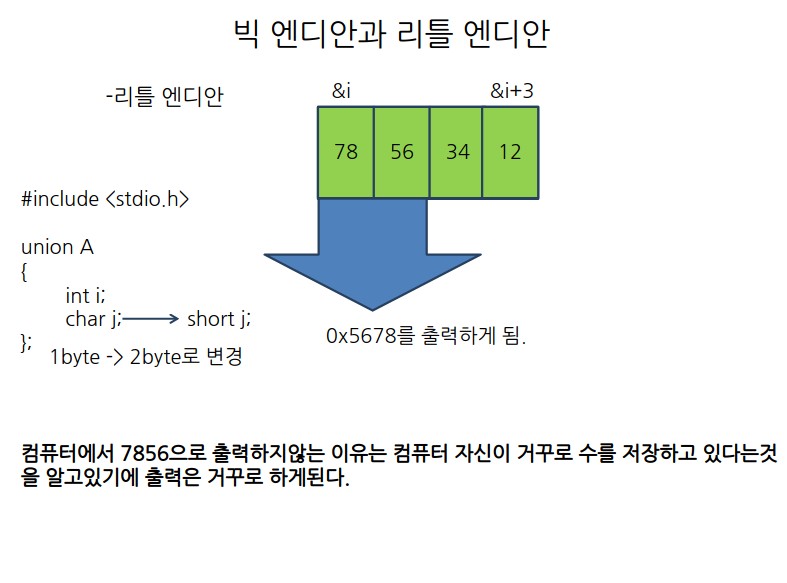 빅 엔디안과 리틀 엔디안
-리틀 엔디안
&i &i+3
78 56 34 12
#include <stdio.h>
union A
{
int i;
char j; short j;
};
1byte -> 2byte로 변경
0x5678를 출력하게 됨.
컴퓨터에서 7856으로 출력하지않는 이유는 컴퓨터 자신이 거꾸로 수를 저장하고 있다는것
을 알고있기에 출력은 거꾸로 하게된다.